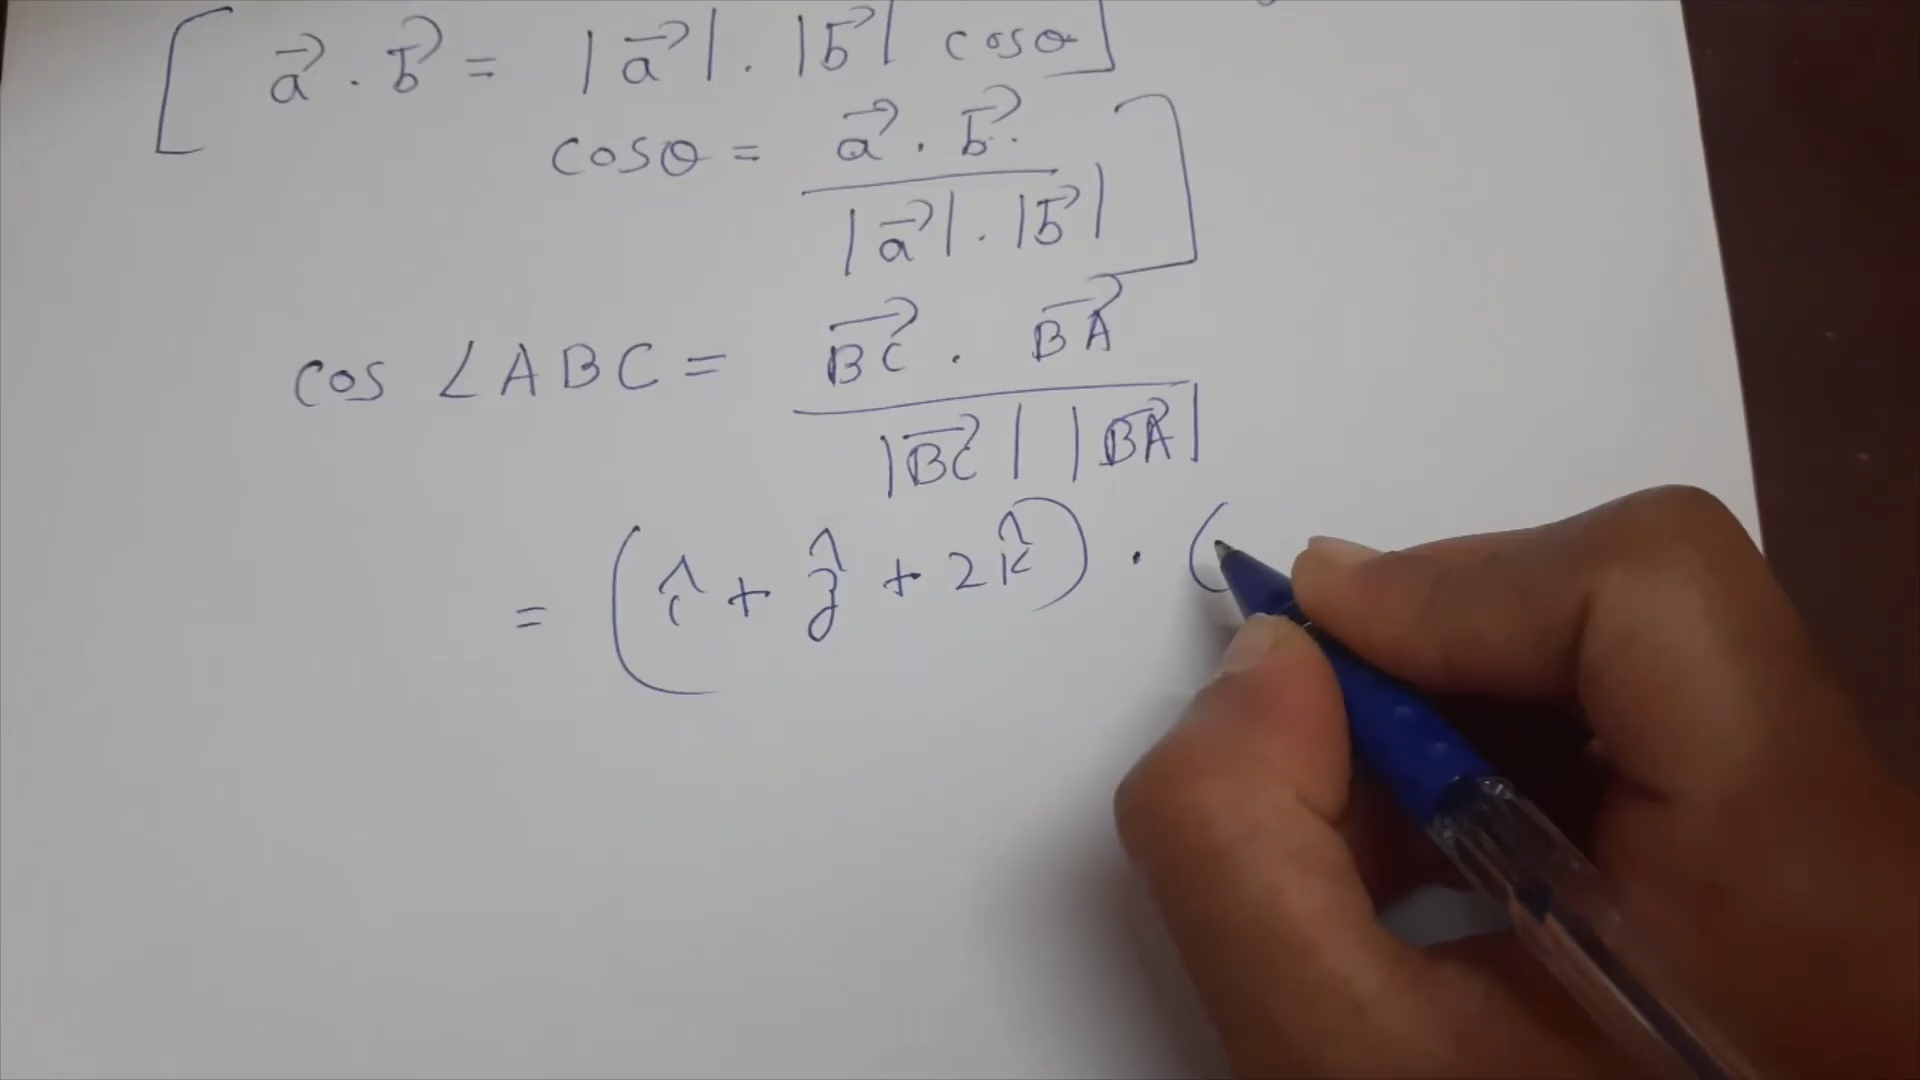 [ a⃗ . b⃗ = |a⃗| . |b⃗| cosθ ]
cosθ = a⃗ . b⃗ / |a⃗| . |b⃗| ]
cos ∠ABC = BC⃗ . BA⃗ / |BC⃗| |BA⃗|
= (î + ĵ + 2k̂) . (